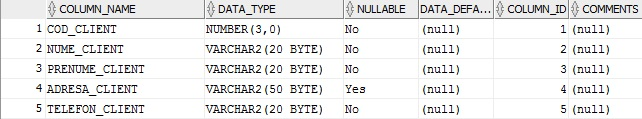 COLUMN_NAME DATA_TYPE NULLABLE DATA_DEFA... COLUMN_ID COMMENTS
1 COD_CLIENT NUMBER(3,0) No (null) 1 (null)
2 NUME_CLIENT VARCHAR2(20 BYTE) No (null) 2 (null)
3 PRENUME_CLIENT VARCHAR2(20 BYTE) No (null) 3 (null)
4 ADRESA_CLIENT VARCHAR2(50 BYTE) Yes (null) 4 (null)
5 TELEFON_CLIENT VARCHAR2(20 BYTE) No (null) 5 (null)